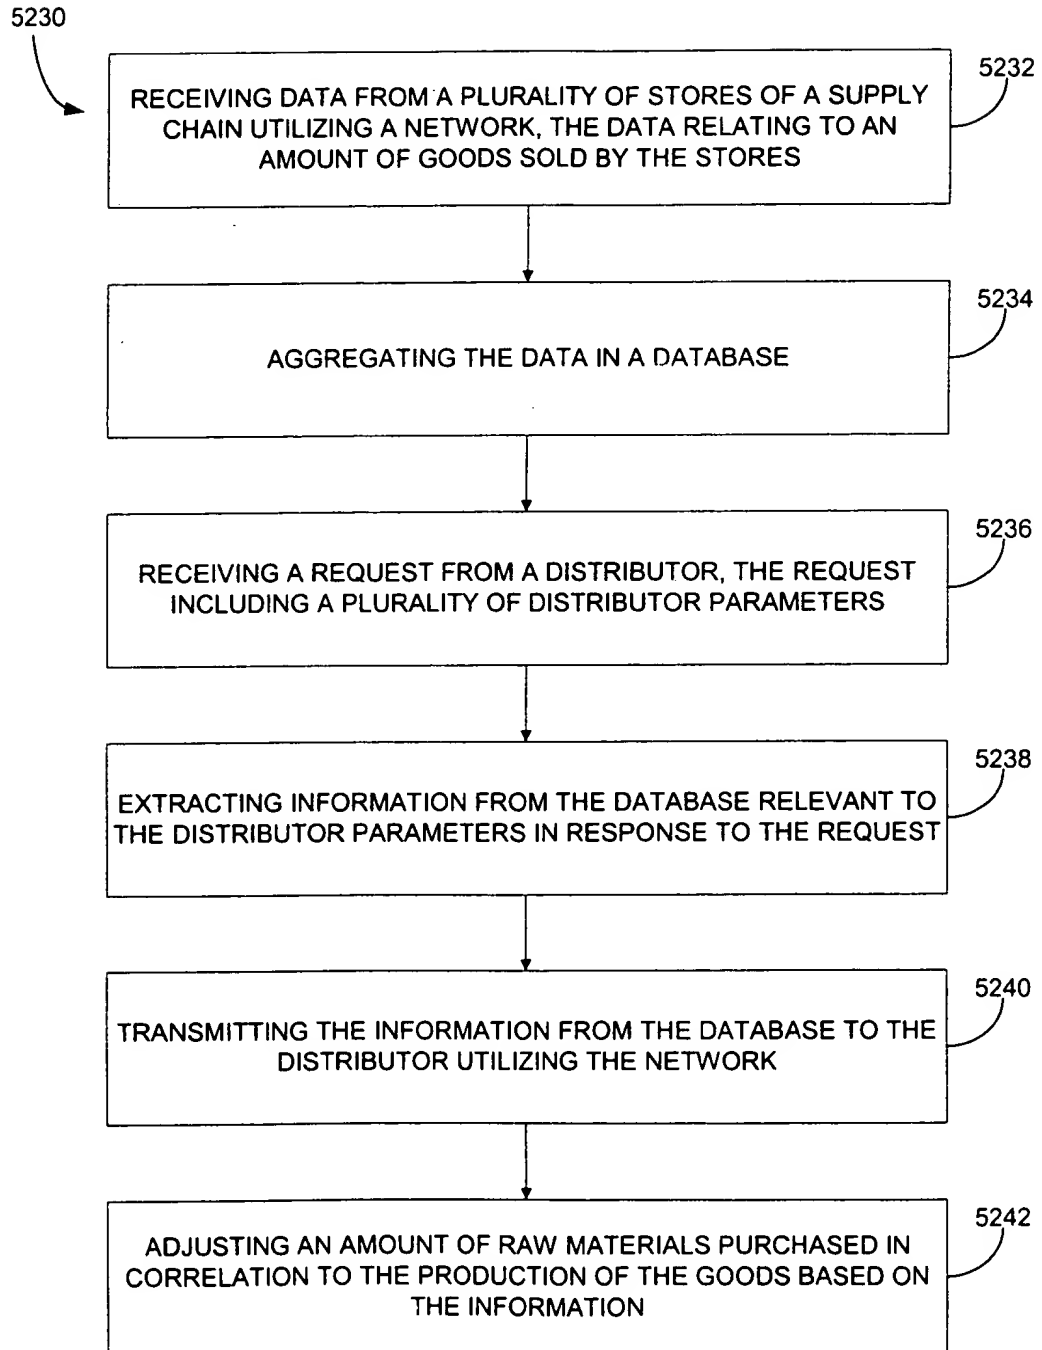 5230
5232
RECEIVING DATA FROM A PLURALITY OF STORES OF A SUPPLY
CHAIN UTILIZING A NETWORK, THE DATA RELATING TO AN
AMOUNT OF GOODS SOLD BY THE STORES
5234
AGGREGATING THE DATA IN A DATABASE
5236
RECEIVING A REQUEST FROM A DISTRIBUTOR, THE REQUEST
INCLUDING A PLURALITY OF DISTRIBUTOR PARAMETERS
5238
EXTRACTING INFORMATION FROM THE DATABASE RELEVANT TO
THE DISTRIBUTOR PARAMETERS IN RESPONSE TO THE REQUEST
5240
TRANSMITTING THE INFORMATION FROM THE DATABASE TO THE
DISTRIBUTOR UTILIZING THE NETWORK
5242
ADJUSTING AN AMOUNT OF RAW MATERIALS PURCHASED IN
CORRELATION TO THE PRODUCTION OF THE GOODS BASED ON
THE INFORMATION